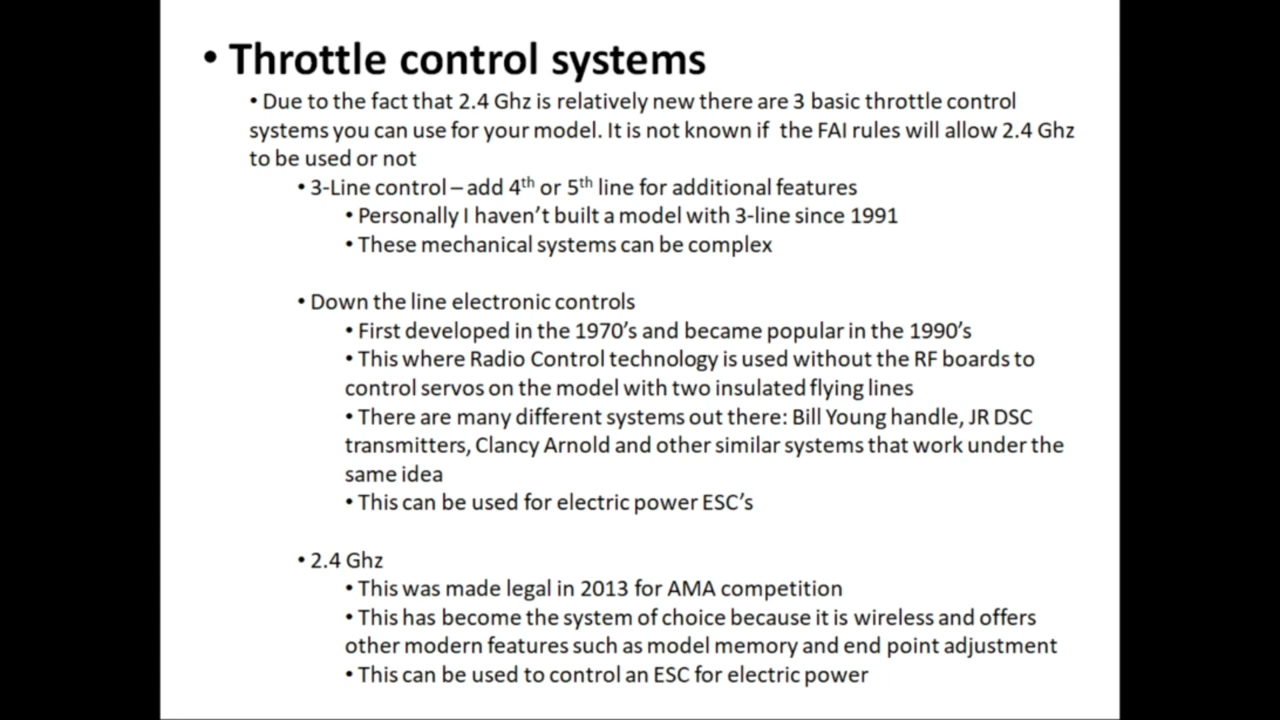 • Throttle control systems
• Due to the fact that 2.4 Ghz is relatively new there are 3 basic throttle control
systems you can use for your model. It is not known if the FAI rules will allow 2.4 Ghz
to be used or not
• 3-Line control – add 4th or 5th line for additional features
• Personally I haven't built a model with 3-line since 1991
• These mechanical systems can be complex
• Down the line electronic controls
• First developed in the 1970's and became popular in the 1990's
• This where Radio Control technology is used without the RF boards to
control servos on the model with two insulated flying lines
• There are many different systems out there: Bill Young handle, JR DSC
transmitters, Clancy Arnold and other similar systems that work under the
same idea
• This can be used for electric power ESC's
• 2.4 Ghz
• This was made legal in 2013 for AMA competition
• This has become the system of choice because it is wireless and offers
other modern features such as model memory and end point adjustment
• This can be used to control an ESC for electric power